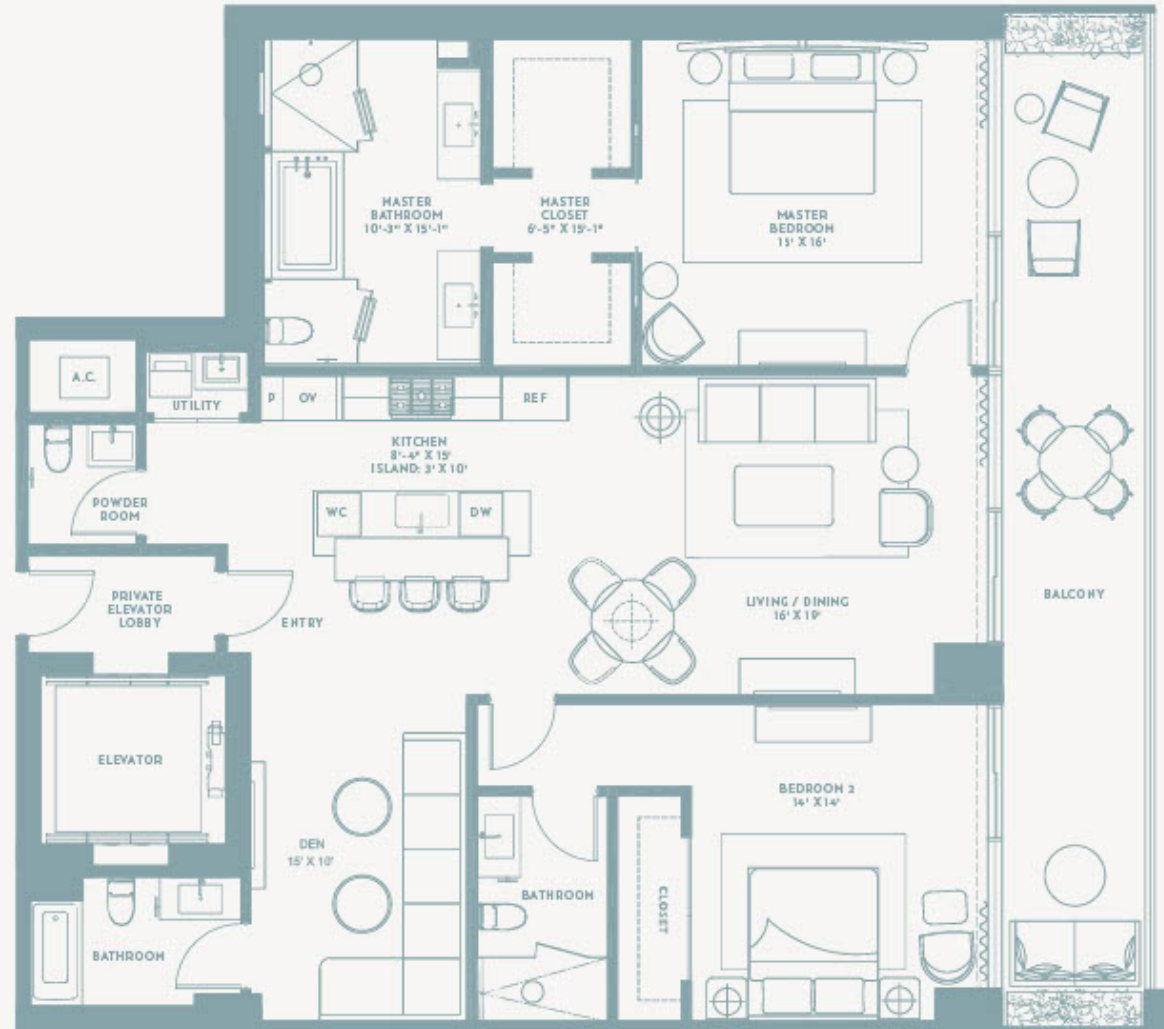 MASTER
BATHROOM
10'-3" X 15'-1"
MASTER
CLOSET
6'-5" X 15'-1"
MASTER
BEDROOM
15' X 16'
A.C.
UTILITY
P
OV
REF
KITCHEN
8'-4" X 15'
ISLAND: 3' X 10'
POWDER
ROOM
WC
DW
PRIVATE
ELEVATOR
LOBBY
ENTRY
LIVING / DINING
16' X 19'
BALCONY
ELEVATOR
BEDROOM 2
14' X 14'
DEN
15' X 10'
BATHROOM
CLOSET
BATHROOM